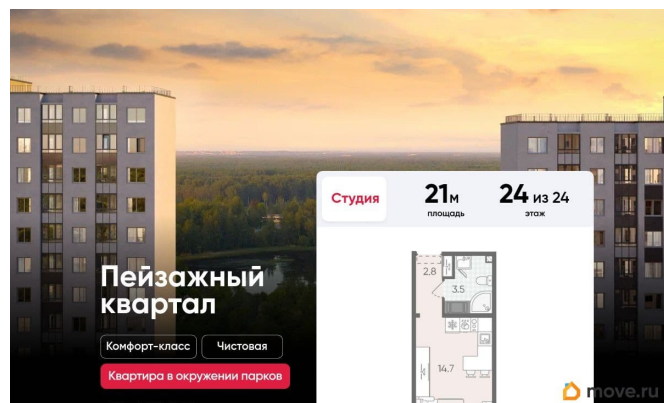 Студия
21м
площадь
24 из 24
этаж
Пейзажный
квартал
Комфорт-класс
Чистовая
Квартира в окружении парков
2.8
3.5
14.7
move.ru